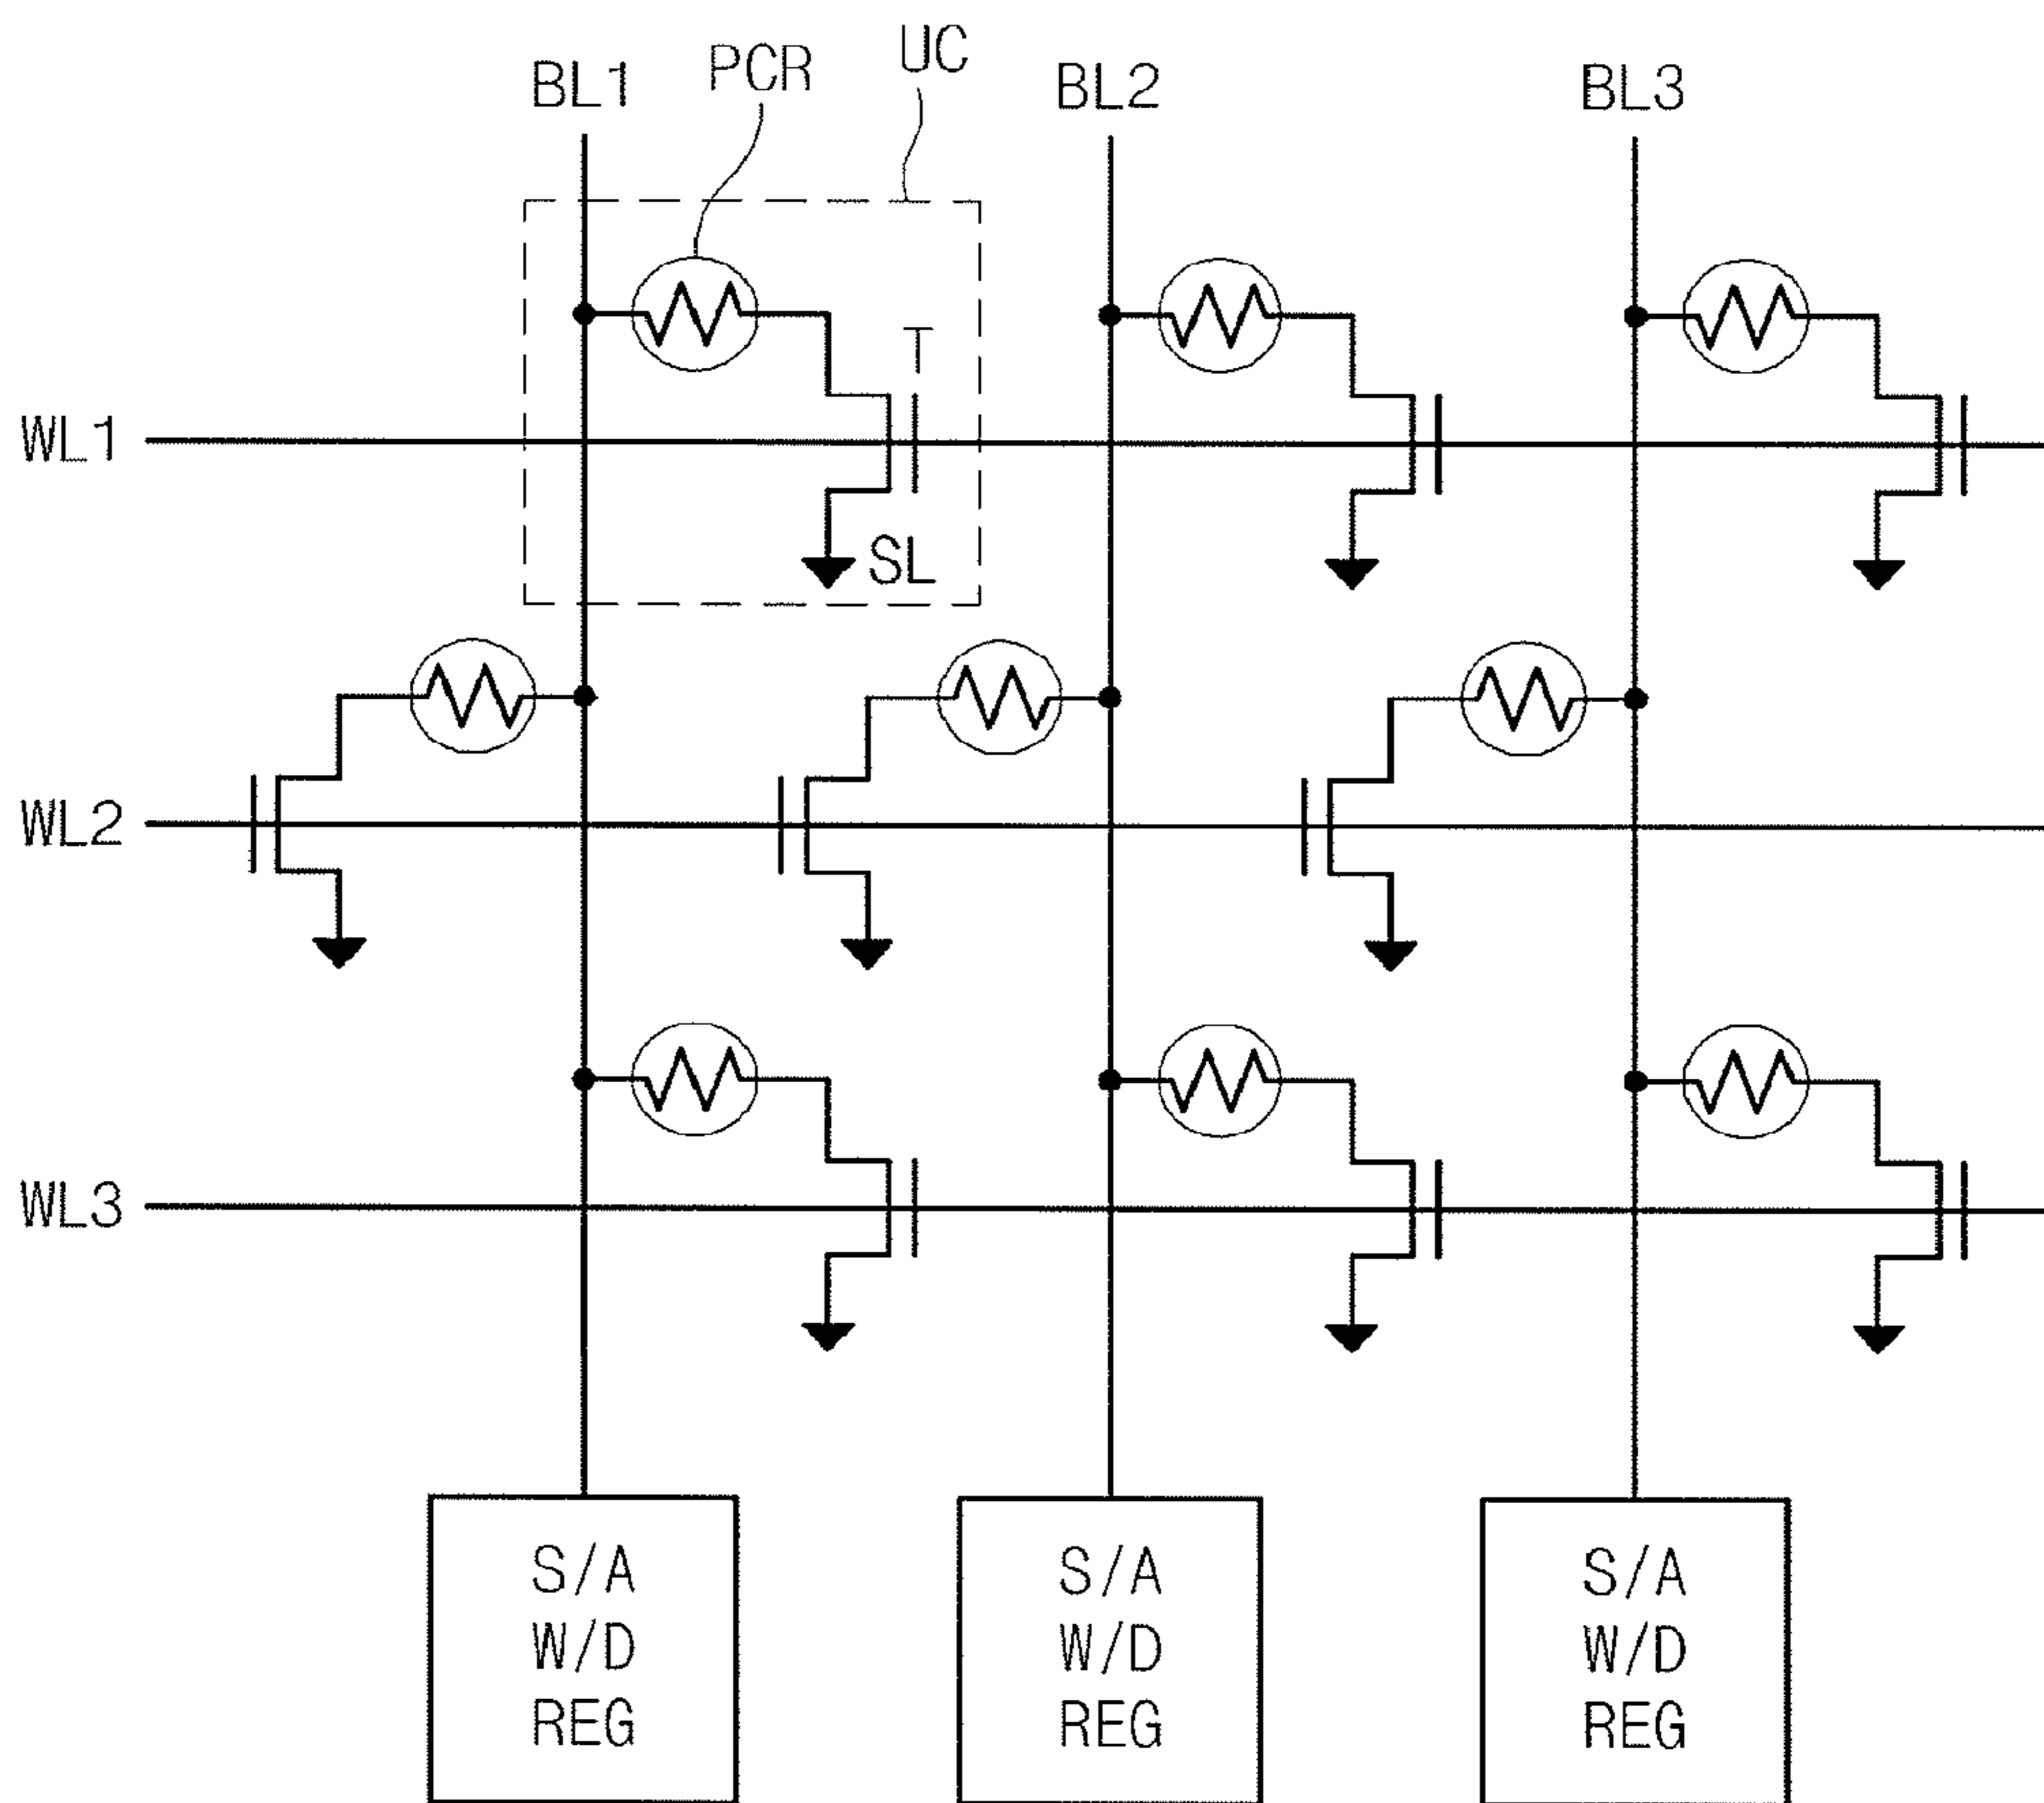 BL1
PCR
UC
BL2
BL3
T
WL1
SL
WL2
WL3
S/A
W/D
REG
S/A
W/D
REG
S/A
W/D
REG